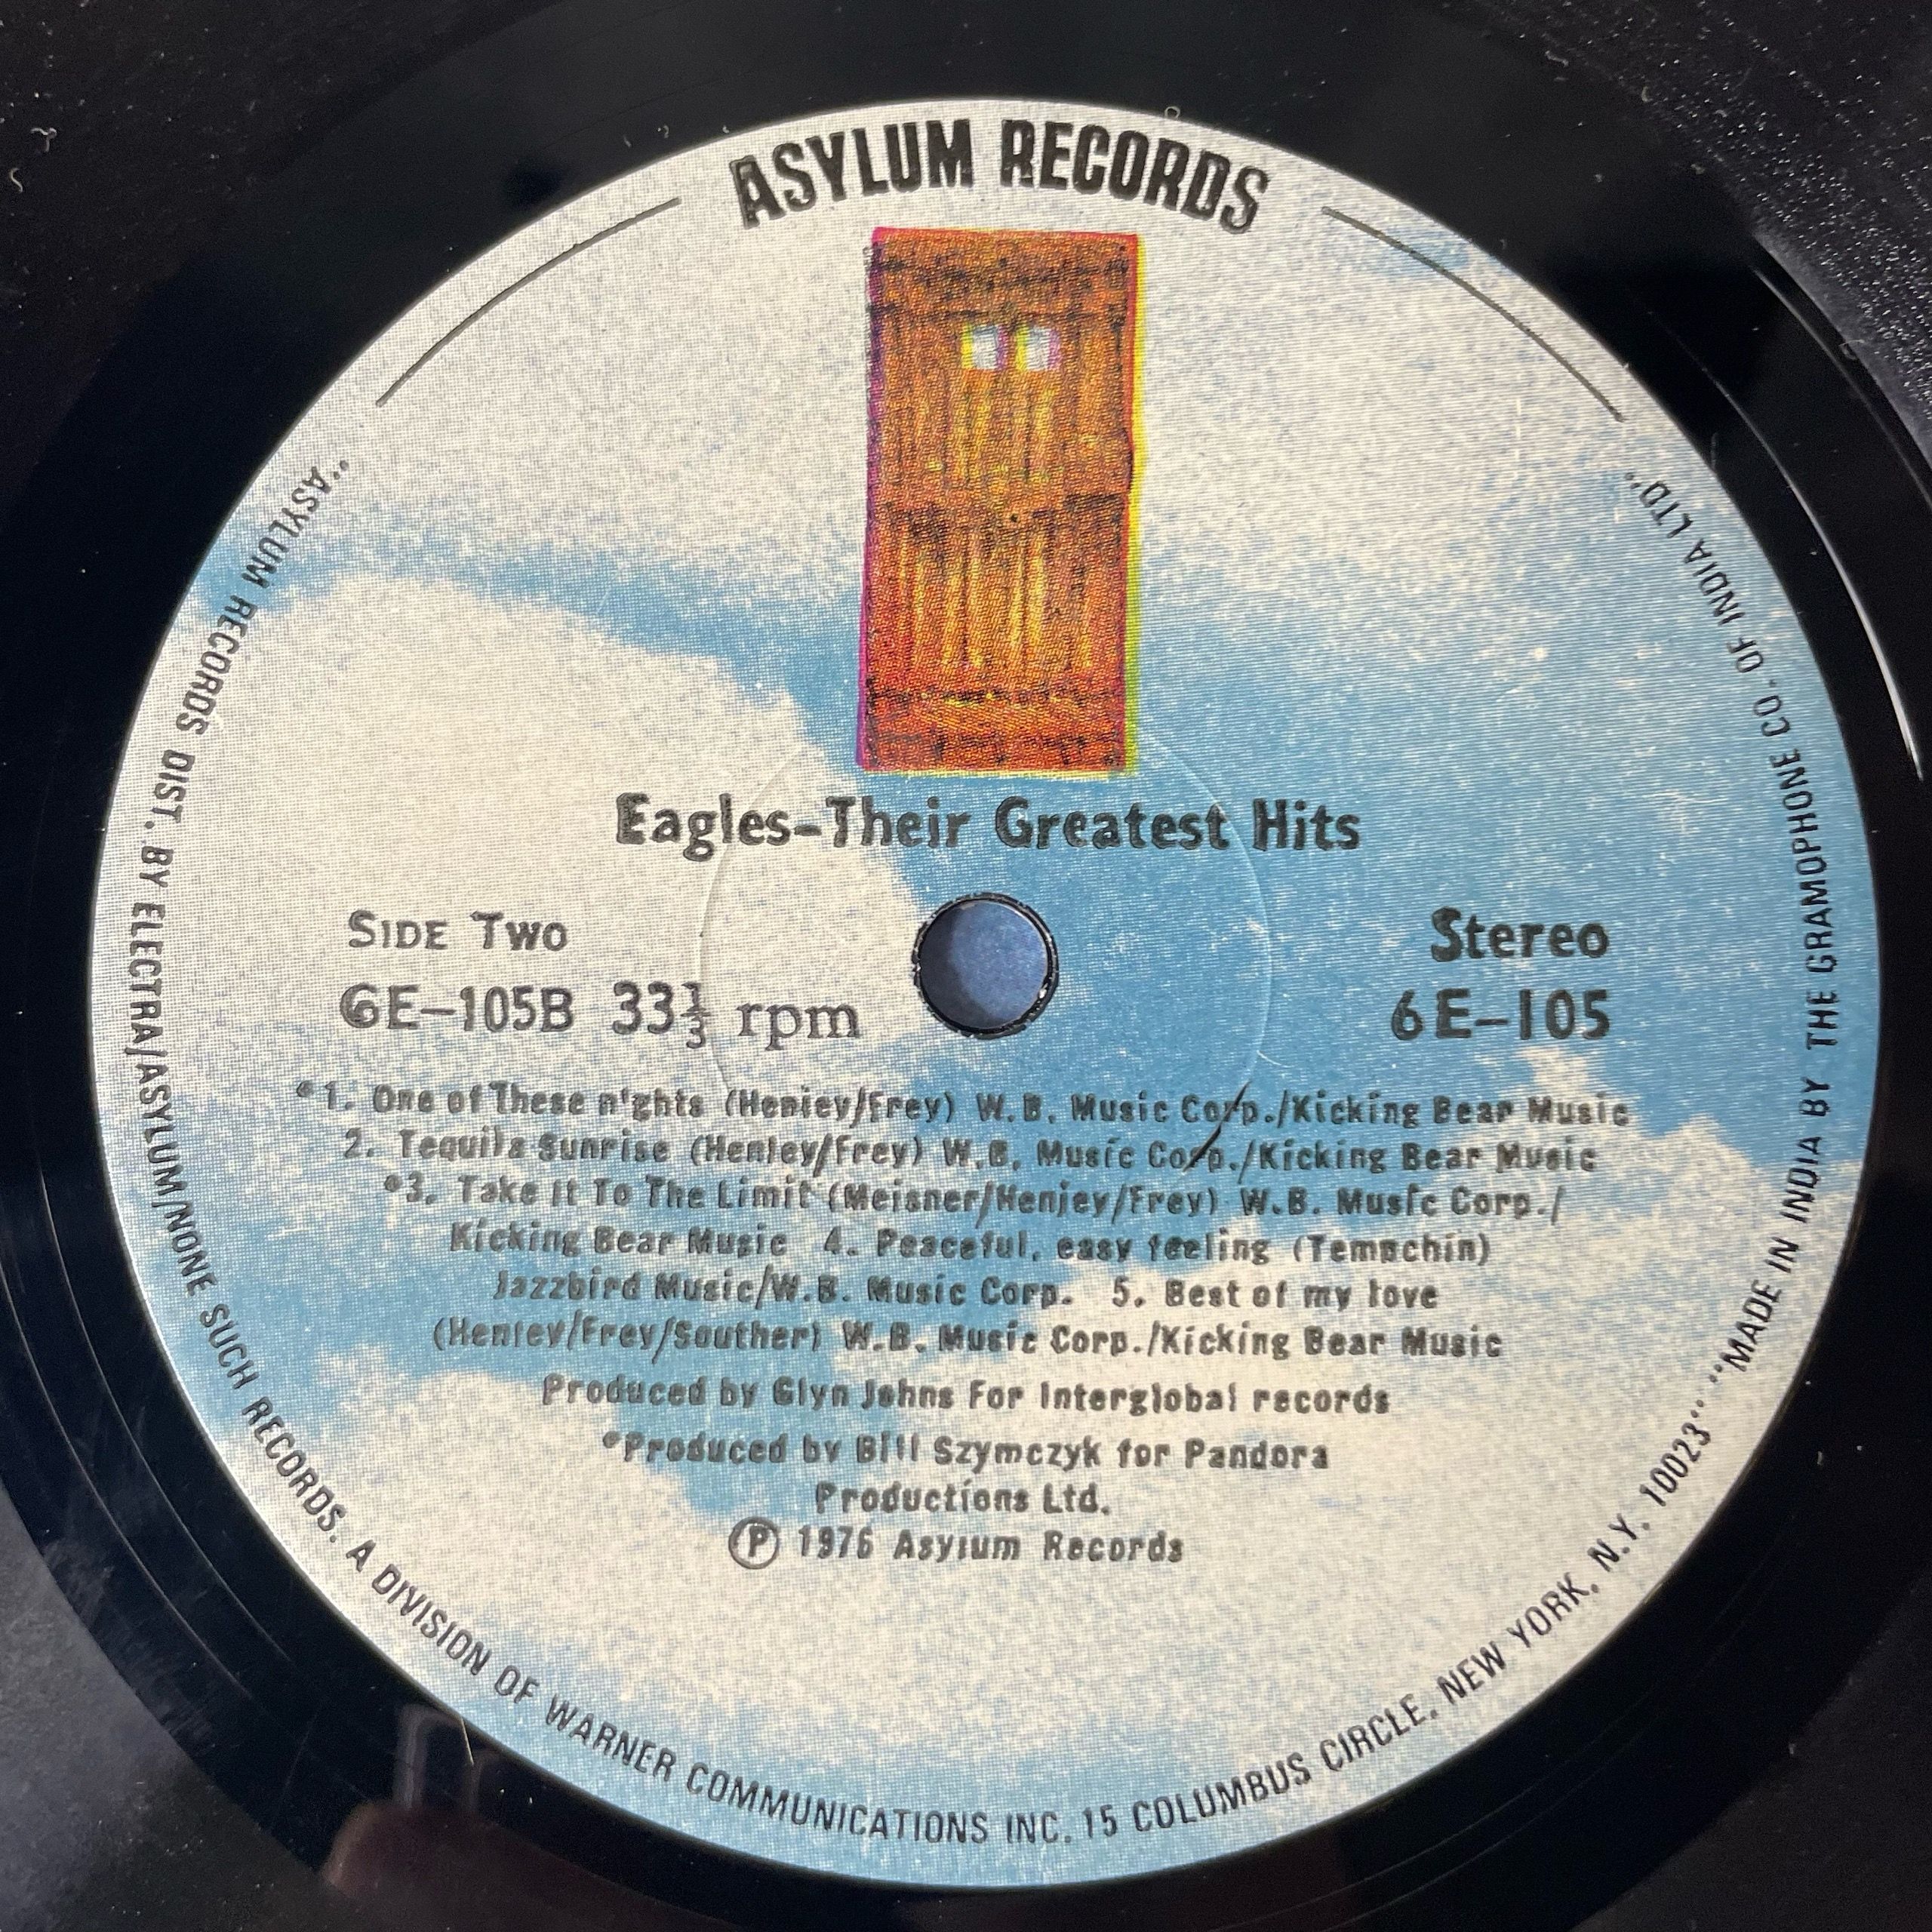 ASYLUM RECORDS
Eagles-Their Greatest Hits
SIDE TWO
6E-105B 33⅓ rpm
Stereo
6E-105
•1. One of These nights (Henley/Frey) W.B. Music Corp./Kicking Bear Music
2. Tequila Sunrise (Henley/Frey) W.B. Music Corp./Kicking Bear Music
•3. Take It To The Limit (Meisner/Henley/Frey) W.B. Music Corp./
Kicking Bear Music 4. Peaceful, easy feeling (Tempchin)
Jazzbird Music/W.B. Music Corp. 5. Best of my love
(Henley/Frey/Souther) W.B. Music Corp./Kicking Bear Music
Produced by Glyn Johns For Interglobal records
•Produced by Bill Szymczyk for Pandora
Productions Ltd.
Ⓟ 1976 Asylum Records
"ASYLUM RECORDS DIST. BY ELECTRA/ASYLUM/NONE SUCH RECORDS. A DIVISION OF WARNER COMMUNICATIONS INC. 15 COLUMBUS CIRCLE, NEW YORK, N.Y. 10023" "MADE IN INDIA BY THE GRAMOPHONE CO. OF INDIA LTD"